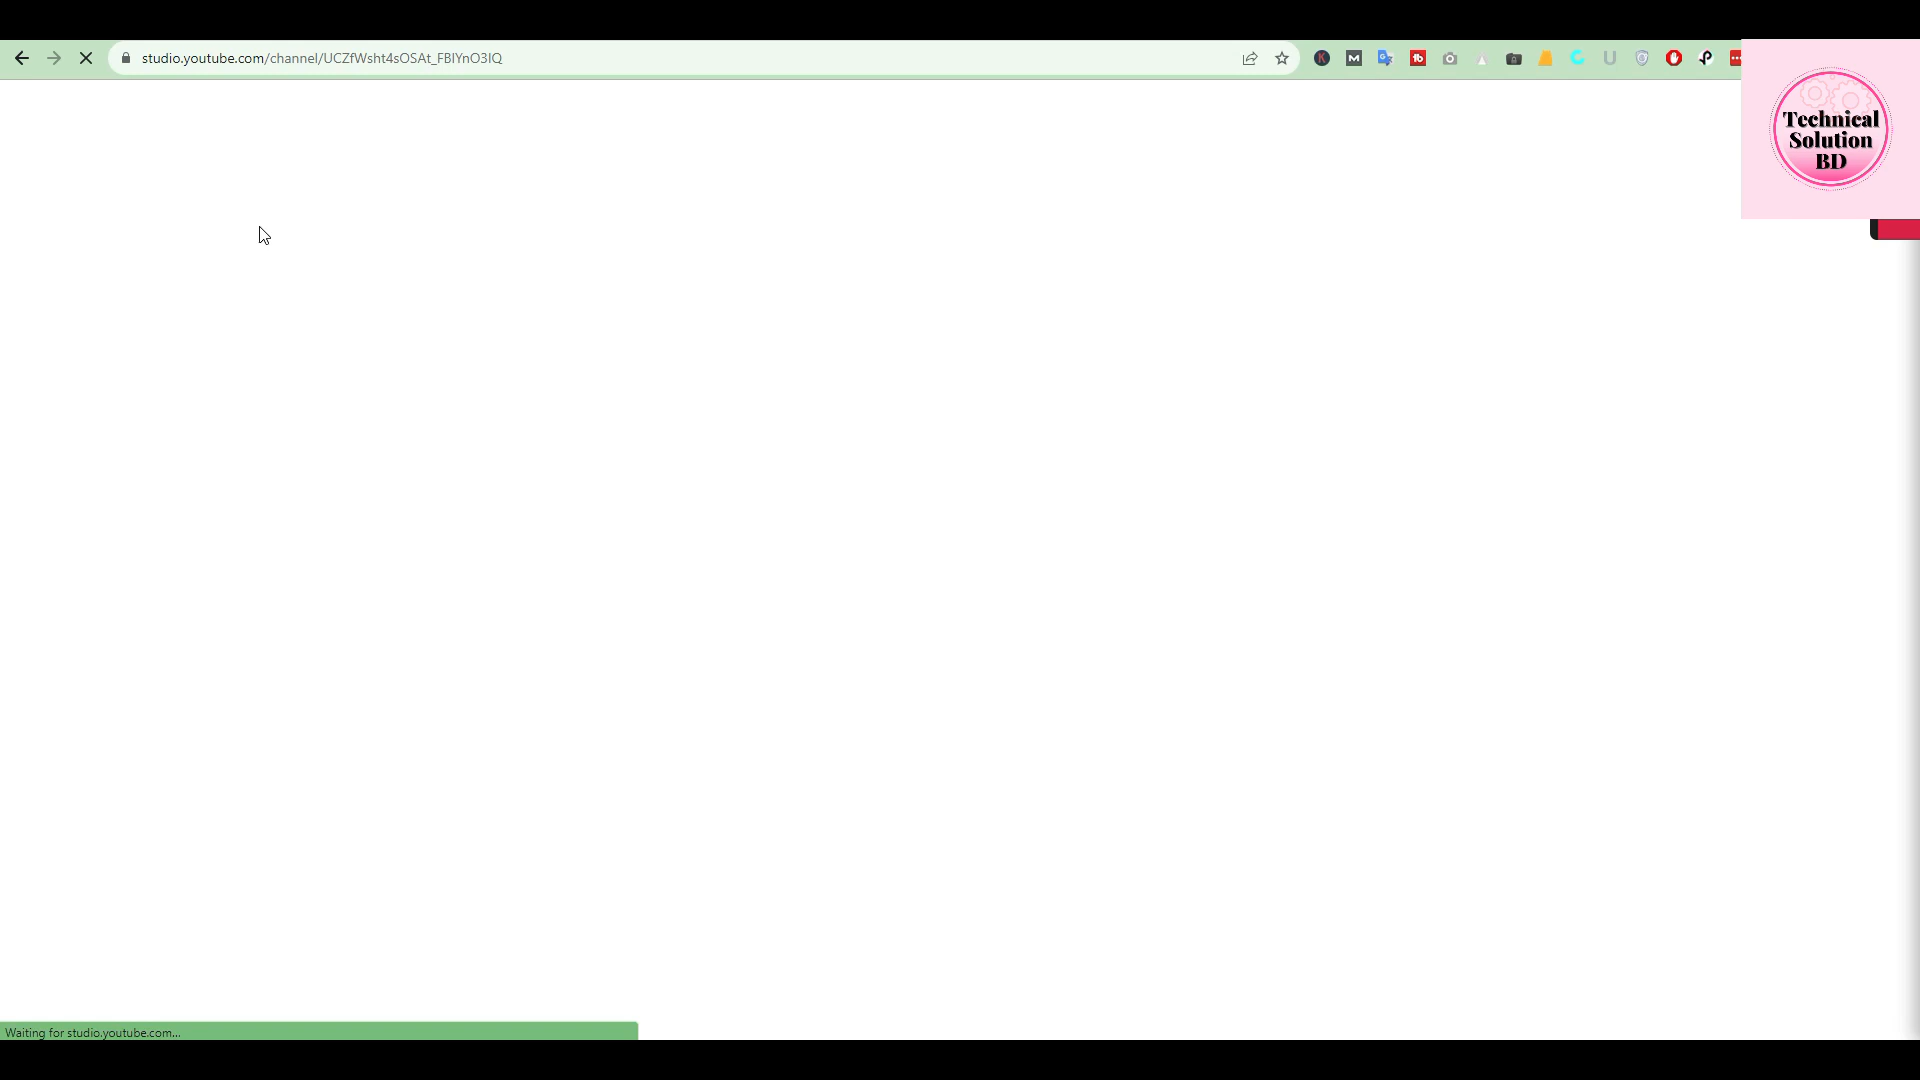 studio.youtube.com/channel/UCZfWsht4sOSAt_FBIYnO3IQ
Technical
Solution
BD
Waiting for studio.youtube.com...